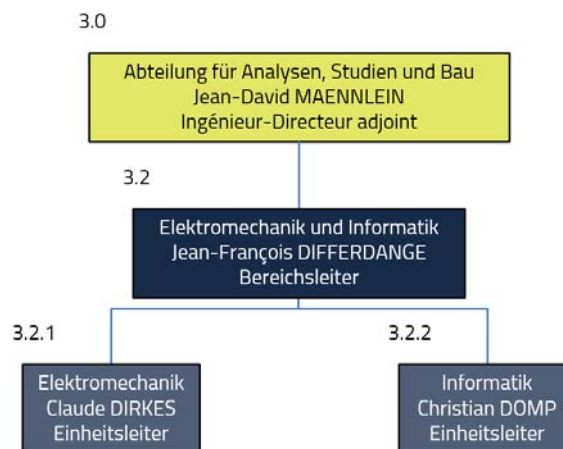 3.0
Abteilung für Analysen, Studien und Bau
Jean-David MAENNLEIN
Ingénieur-Directeur adjoint
3.2
Elektromechanik und Informatik
Jean-François DIFFERDANGE
Bereichsleiter
3.2.1
Elektromechanik
Claude DIRKES
Einheitsleiter
3.2.2
Informatik
Christian DOMP
Einheitsleiter